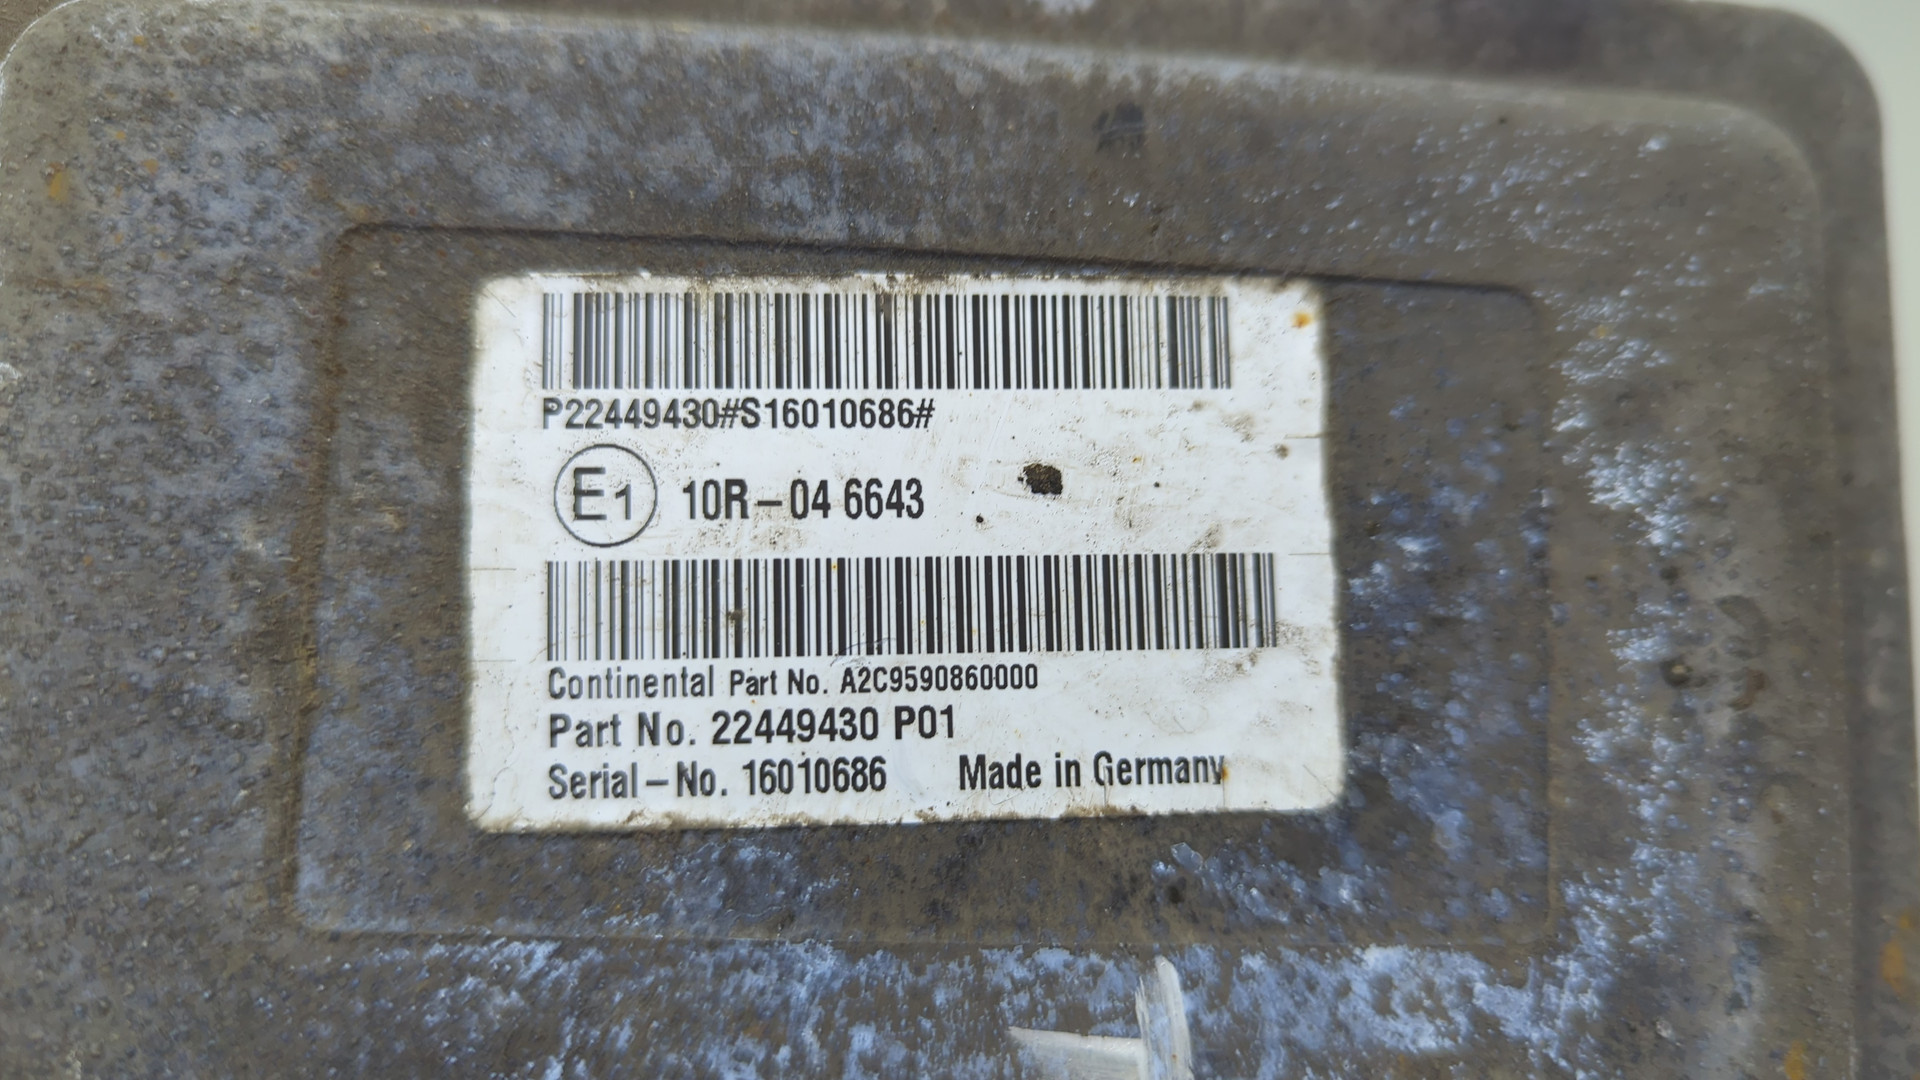 P22449430#S16010686#
E1 10R-04 6643
Continental Part No. A2C9590860000
Part No. 22449430 P01
Serial-No. 16010686 Made in Germany